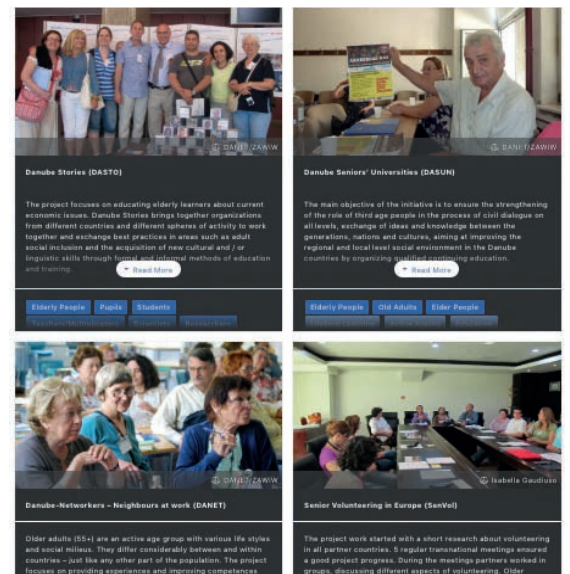 DANET/ZAWIW
Danube Stories (DASTO)
The project focuses on educating elderly learners about current
economic issues. Danube Stories brings together organizations
from different countries and different spheres of activity to work
together and exchange best practices in areas such as adult
social inclusion and the acquisition of new cultural and / or
linguistic skills through formal and informal methods of education
and training.
Read More
Elderly People Pupils Students
Teachers/Multiplicators Scientists Researchers
DANET/ZAWIW
Danube Seniors' Universities (DASUN)
The main objective of the initiative is to ensure the strengthening
of the role of third age people in the process of civil dialogue on
all levels, exchange of ideas and knowledge between the
generations, nations and cultures, aiming at improving the
regional and local level social environment in the Danube
countries by organizing qualified continuing education.
Read More
Elderly People Old Adults Elder People
DANET/ZAWIW
Danube-Networkers – Neighbours at work (DANET)
Older adults (55+) are an active age group with various life styles
and social milieus. They differ considerably between and within
countries – just like any other part of the population. The project
focuses on providing experiences and improving competences
Isabella Gaudiuso
Senior Volunteering in Europe (SenVol)
The project work started with a short research about volunteering
in all partner countries. 5 regular transnational meetings ensured
a good project progress. During the meetings partners worked in
groups, discussing different aspects of volunteering. Older